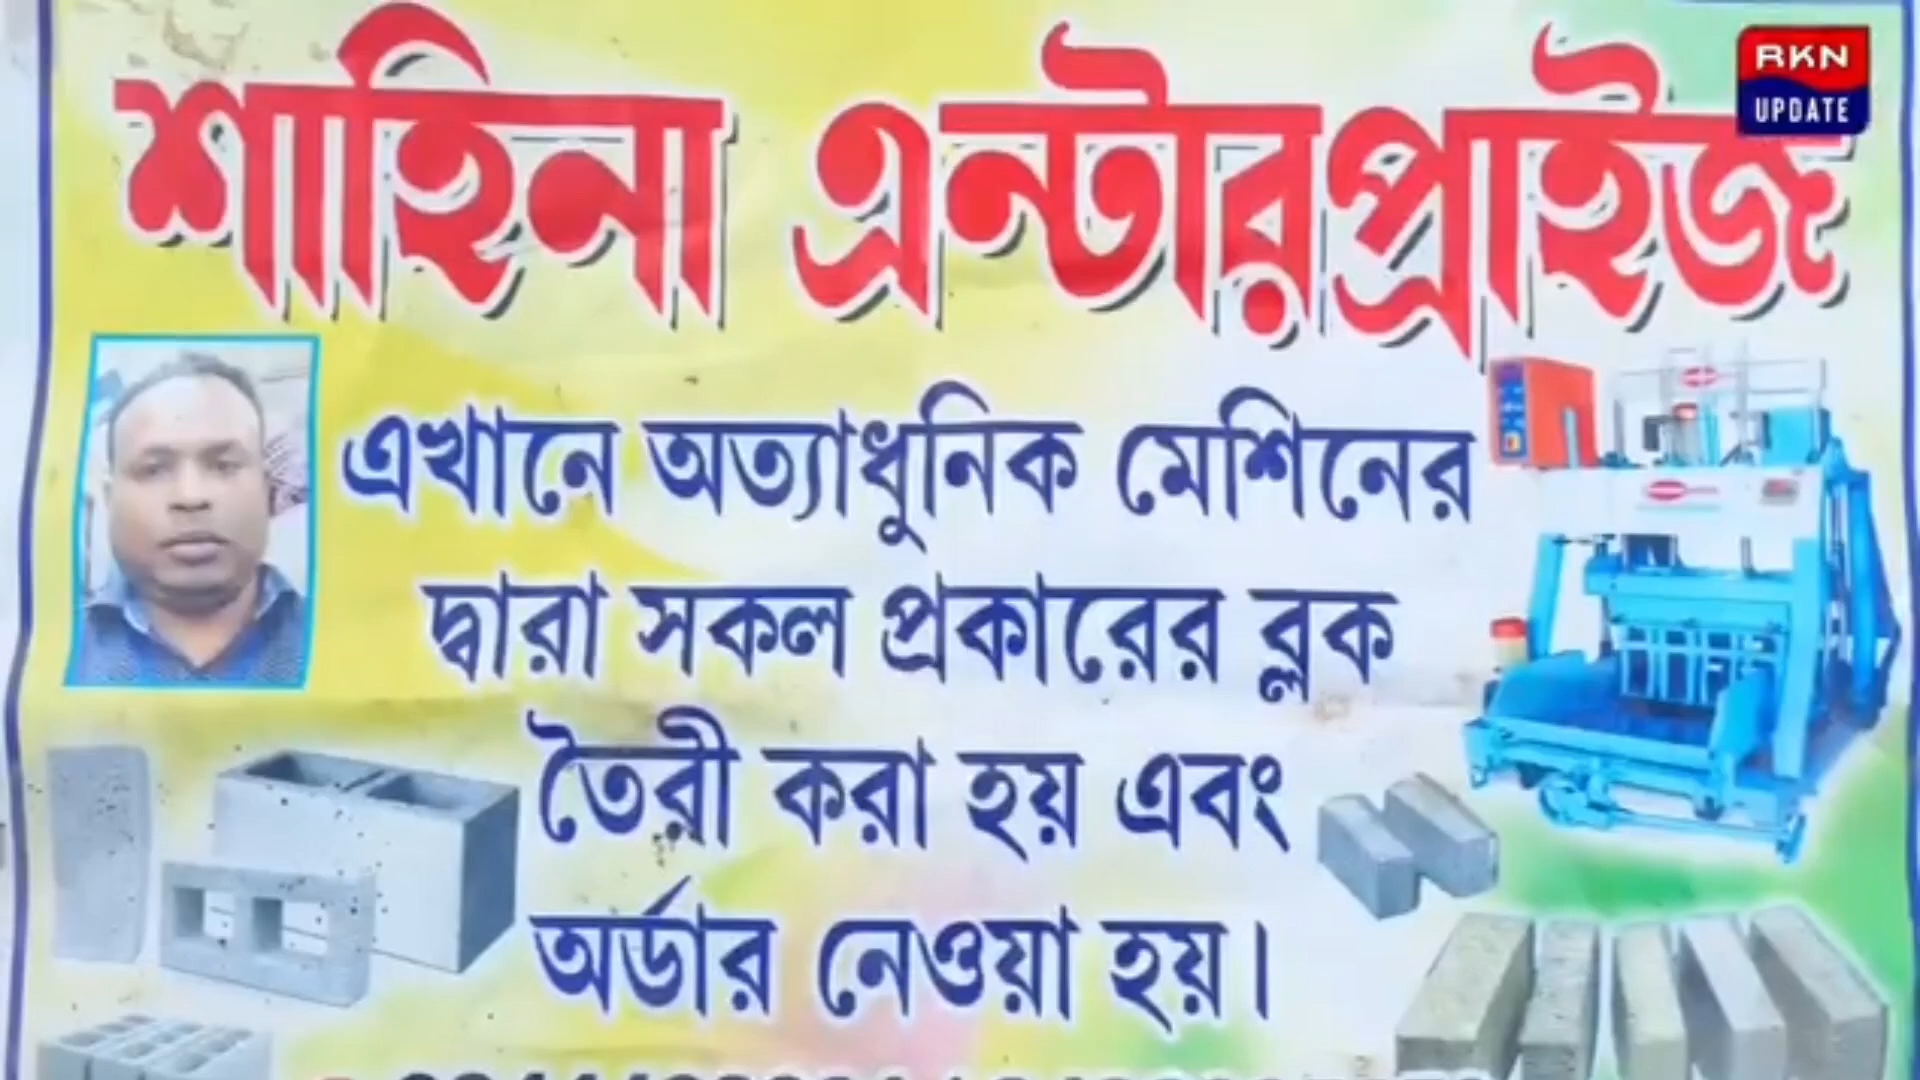 RKN
UPDATE
শাহিনা এন্টারপ্রাইজ
এখানে অত্যাধুনিক মেশিনের
দ্বারা সকল প্রকারের ব্লক
তৈরী করা হয় এবং
অর্ডার নেওয়া হয়।